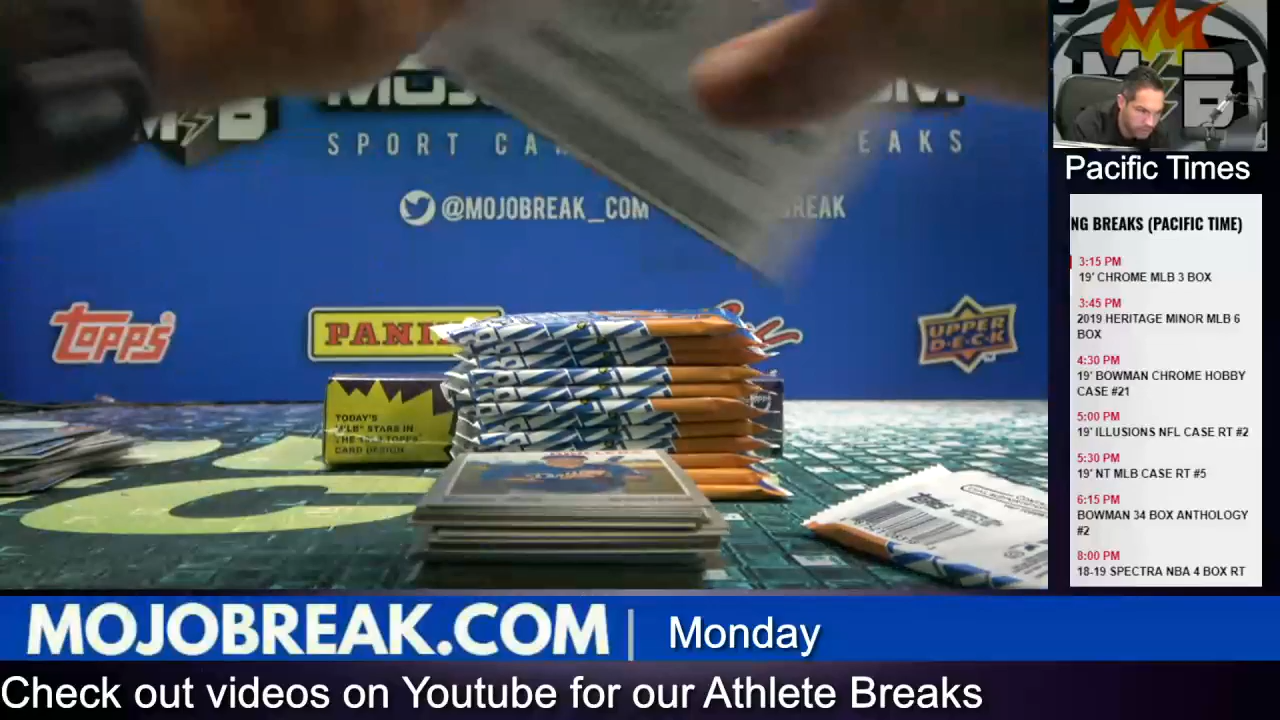 SPORT CA
EAKS
@MOJOBREAK_COM
REAK
topps
PANI
UPPER
D.E.C.K
TODAY'S
MLB STARS IN
CARD DESIGN
Pacific Times
NG BREAKS (PACIFIC TIME)
3:15 PM
19' CHROME MLB 3 BOX
3:45 PM
2019 HERITAGE MINOR MLB 6
BOX
4:30 PM
19' BOWMAN CHROME HOBBY
CASE #21
5:00 PM
19' ILLUSIONS NFL CASE RT #2
5:30 PM
19' NT MLB CASE RT #5
6:15 PM
BOWMAN 34 BOX ANTHOLOGY
#2
8:00 PM
18-19 SPECTRA NBA 4 BOX RT
MOJOBREAK.COM | Monday
Check out videos on Youtube for our Athlete Breaks